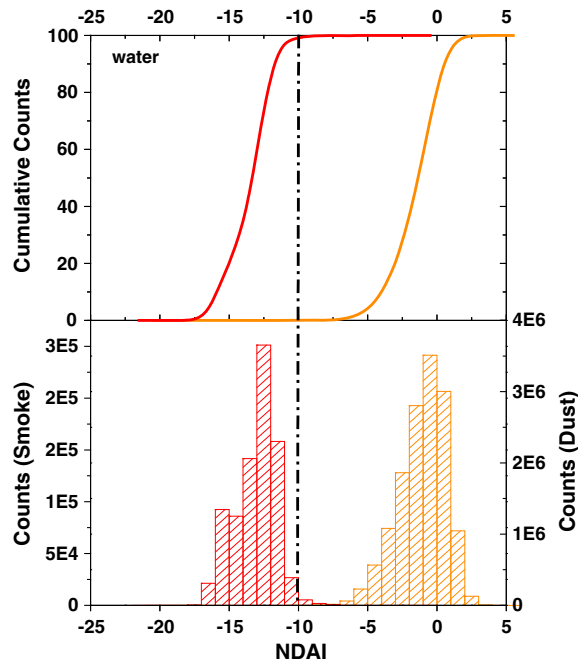 -25 -20 -15 -10 -5 0 5
water
100
80
60
40
20
0
Cumulative Counts
4E6
3E5
2E5
2E5
1E5
5E4
0
Counts (Smoke)
3E6
2E6
1E6
0
Counts (Dust)
-25 -20 -15 -10 -5 0 5
NDAI